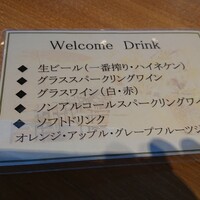 Welcome Drink
◆ 生ビール(一番搾り・ハイネケン)
◆ グラススパークリングワイン
◆ グラスワイン(白・赤)
◆ ノンアルコールスパークリングワイ
◆ ソフトドリンク
オレンジ・アップル・グレープフルーツジ